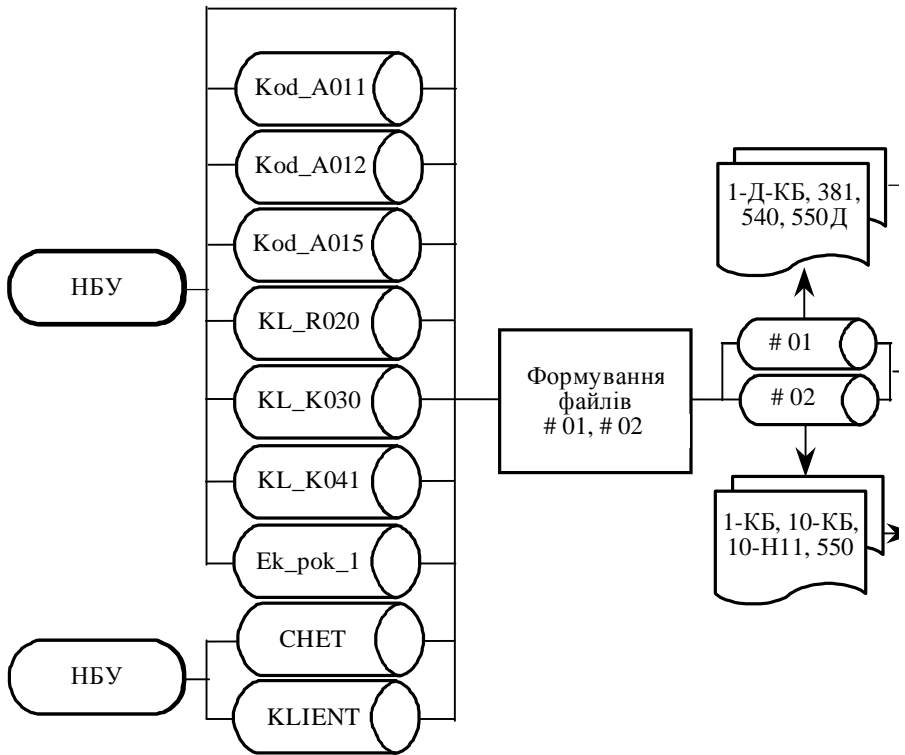 НБУ
Kod_A011
Kod_A012
Kod_A015
KL_R020
KL_K030
KL_K041
Ek_pok_1
НБУ
CHET
KLIENT
Формування
файлів
# 01, # 02
1-Д-КБ, 381,
540, 550Д
# 01
# 02
1-КБ, 10-КБ,
10-Н11, 550